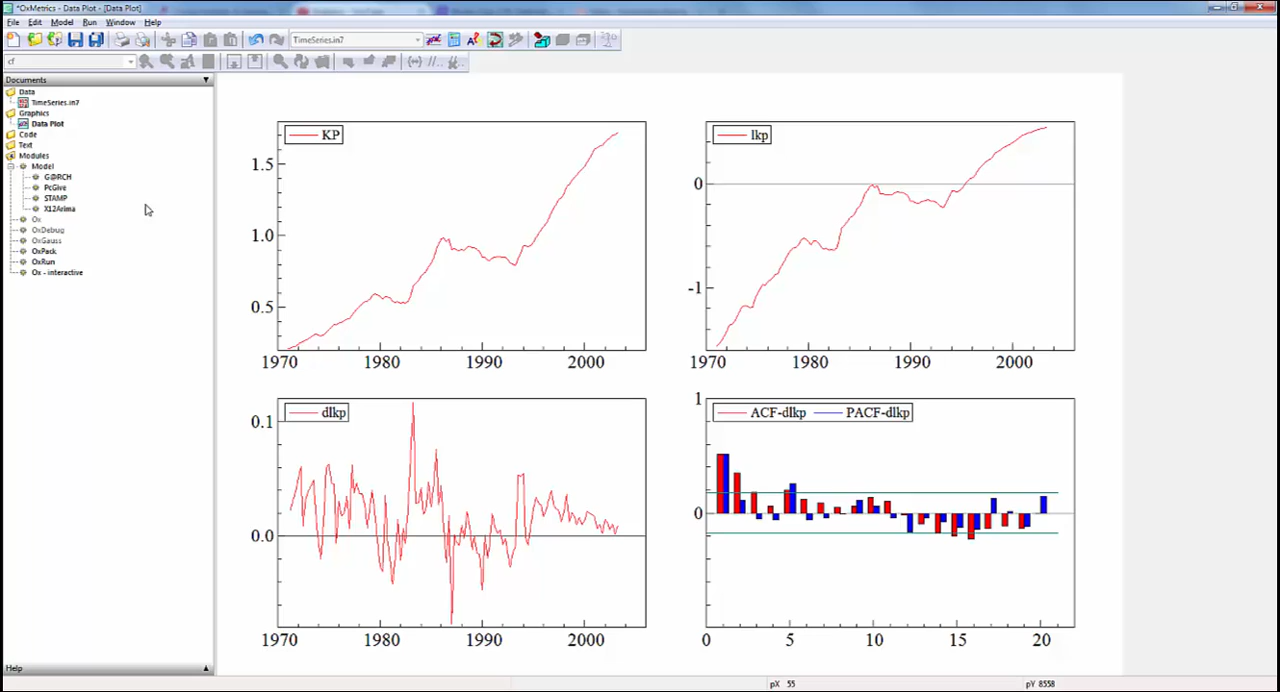 *OxMetrics - Data Plot - [Data Plot]
File Edit Model Run Window Help
TimeSeries.in7
cf
Documents
Data
TimeSeries.in7
Graphics
Data Plot
Code
Text
Modules
Model
G@RCH
PcGive
STAMP
X12Arima
Ox
OxDebug
OxGauss
OxPack
OxRun
Ox - interactive
Help
KP
1.5
1.0
0.5
1970 1980 1990 2000
lkp
0
-1
1970 1980 1990 2000
dlkp
0.1
0.0
1970 1980 1990 2000
ACF-dlkp PACF-dlkp
1
0
0 5 10 15 20
pX 55 pY 8558